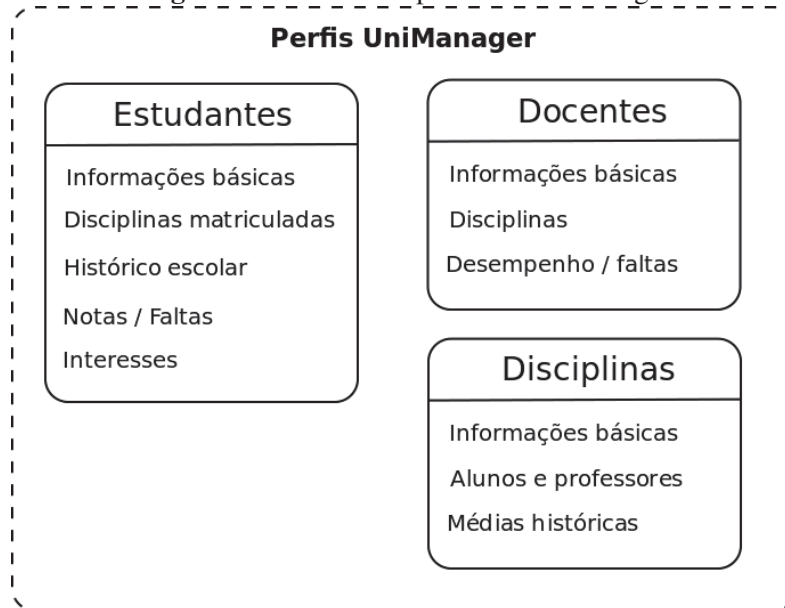 Perfis UniManager
Estudantes
Informações básicas
Disciplinas matriculadas
Histórico escolar
Notas / Faltas
Interesses
Docentes
Informações básicas
Disciplinas
Desempenho / faltas
Disciplinas
Informações básicas
Alunos e professores
Médias históricas